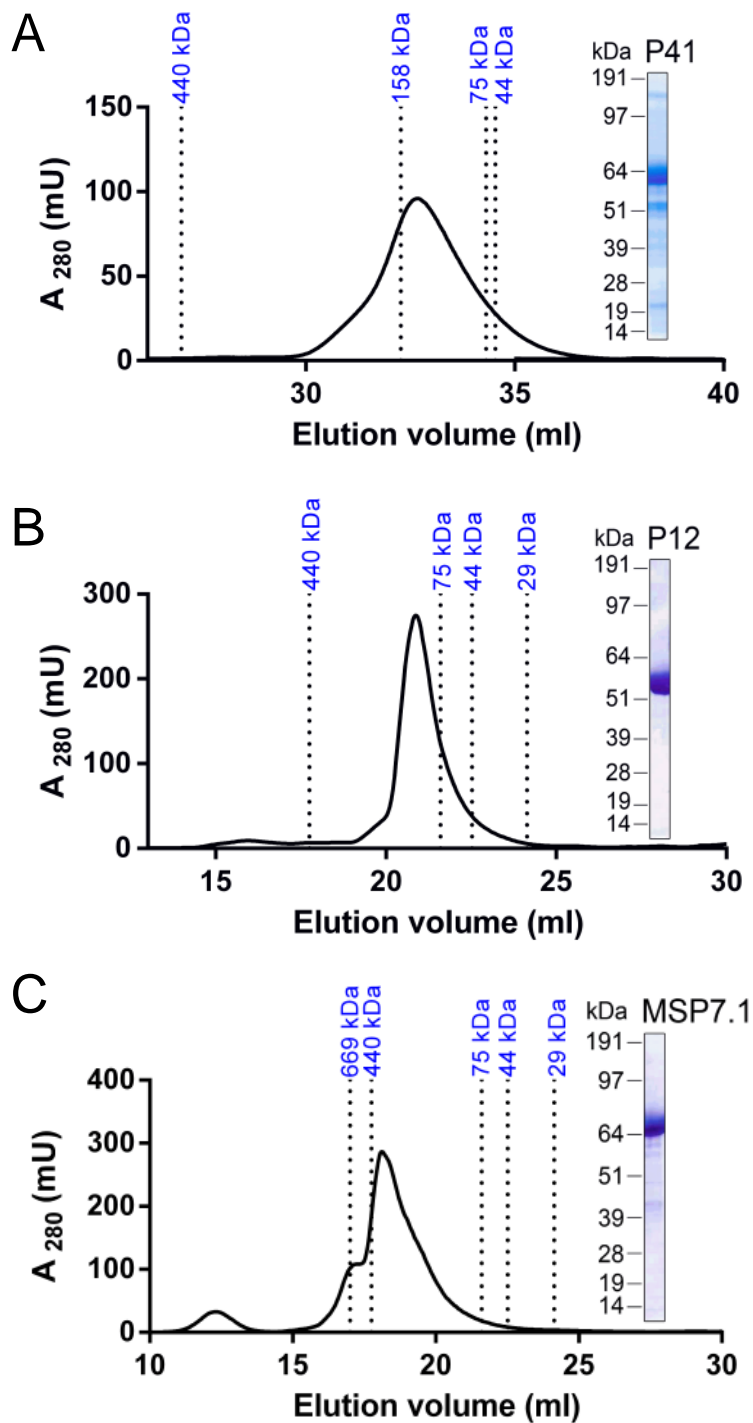 A
440 kDa
158 kDa
75 kDa
44 kDa
kDa P41
191
97
64
51
39
28
19
14
150
100
50
0
A 280 (mU)
30 35 40
Elution volume (ml)
B
440 kDa
75 kDa
44 kDa
29 kDa
kDa P12
191
97
64
51
39
28
19
14
300
200
100
0
A 280 (mU)
15 20 25 30
Elution volume (ml)
C
669 kDa
440 kDa
75 kDa
44 kDa
29 kDa
kDa MSP7.1
191
97
64
51
39
28
19
14
400
300
200
100
0
A 280 (mU)
10 15 20 25 30
Elution volume (ml)